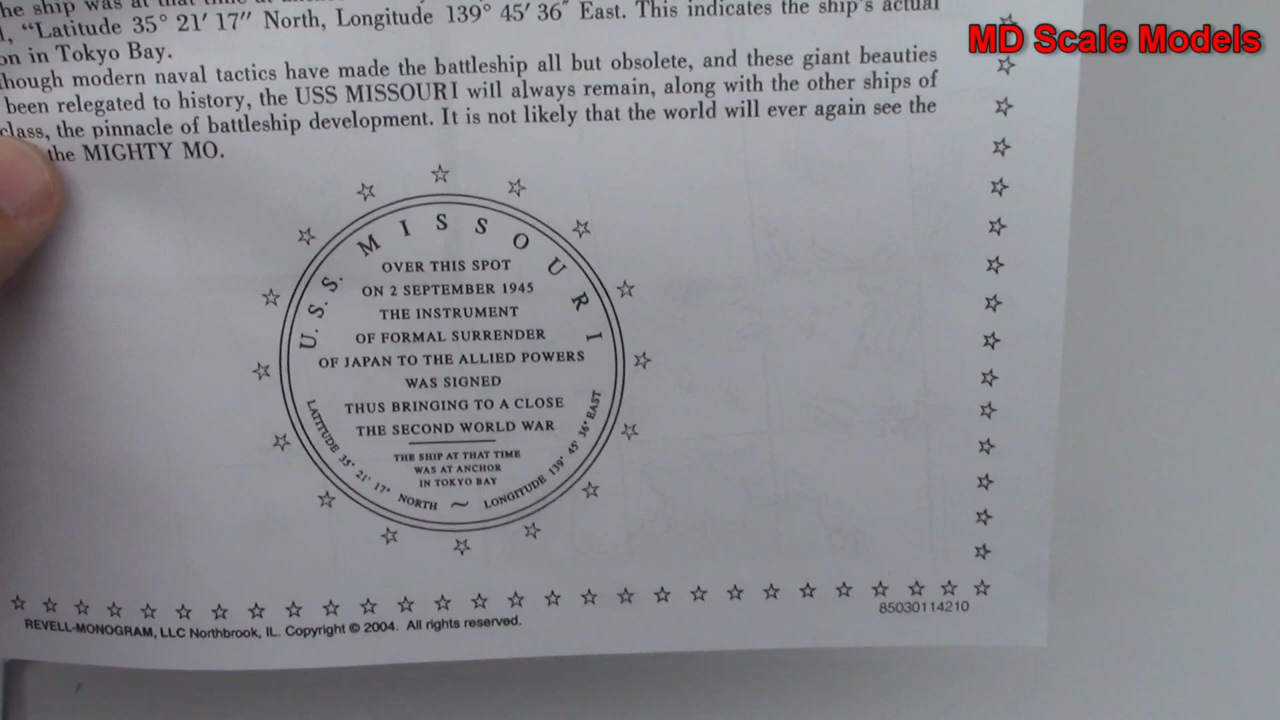 he ship was at that time at
MD Scale Models
, "Latitude 35° 21′ 17″ North, Longitude 139° 45′ 36″ East. This indicates the ship's actual
on in Tokyo Bay.
hough modern naval tactics have made the battleship all but obsolete, and these giant beauties
been relegated to history, the USS MISSOURI will always remain, along with the other ships of
class, the pinnacle of battleship development. It is not likely that the world will ever again see the
the MIGHTY MO.
U.S.S. MISSOURI
OVER THIS SPOT
ON 2 SEPTEMBER 1945
THE INSTRUMENT
OF FORMAL SURRENDER
OF JAPAN TO THE ALLIED POWERS
WAS SIGNED
THUS BRINGING TO A CLOSE
THE SECOND WORLD WAR
THE SHIP AT THAT TIME
WAS AT ANCHOR
IN TOKYO BAY
LATITUDE 35° 21′ 17″ NORTH ~ LONGITUDE 139° 45′ 36″ EAST
85030114210
REVELL-MONOGRAM, LLC Northbrook, IL. Copyright © 2004. All rights reserved.